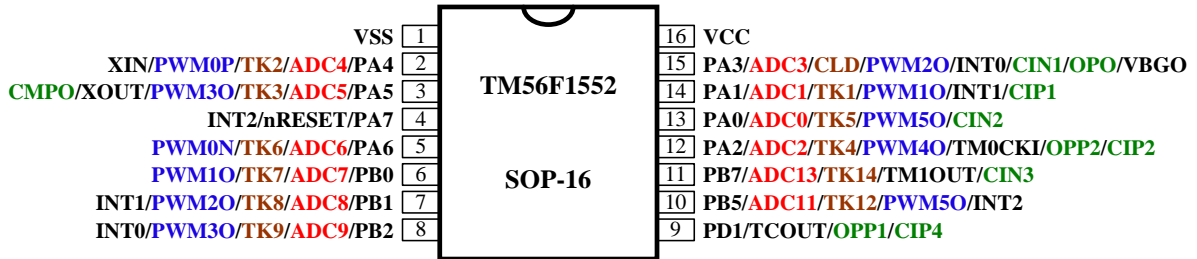 VSS 1 16 VCC
XIN/PWM0P/TK2/ADC4/PA4 2 15 PA3/ADC3/CLD/PWM2O/INT0/CIN1/OPO/VBGO
CMPO/XOUT/PWM3O/TK3/ADC5/PA5 3 TM56F1552 14 PA1/ADC1/TK1/PWM1O/INT1/CIP1
INT2/nRESET/PA7 4 13 PA0/ADC0/TK5/PWM5O/CIN2
PWM0N/TK6/ADC6/PA6 5 12 PA2/ADC2/TK4/PWM4O/TM0CKI/OPP2/CIP2
PWM1O/TK7/ADC7/PB0 6 SOP-16 11 PB7/ADC13/TK14/TM1OUT/CIN3
INT1/PWM2O/TK8/ADC8/PB1 7 10 PB5/ADC11/TK12/PWM5O/INT2
INT0/PWM3O/TK9/ADC9/PB2 8 9 PD1/TCOUT/OPP1/CIP4